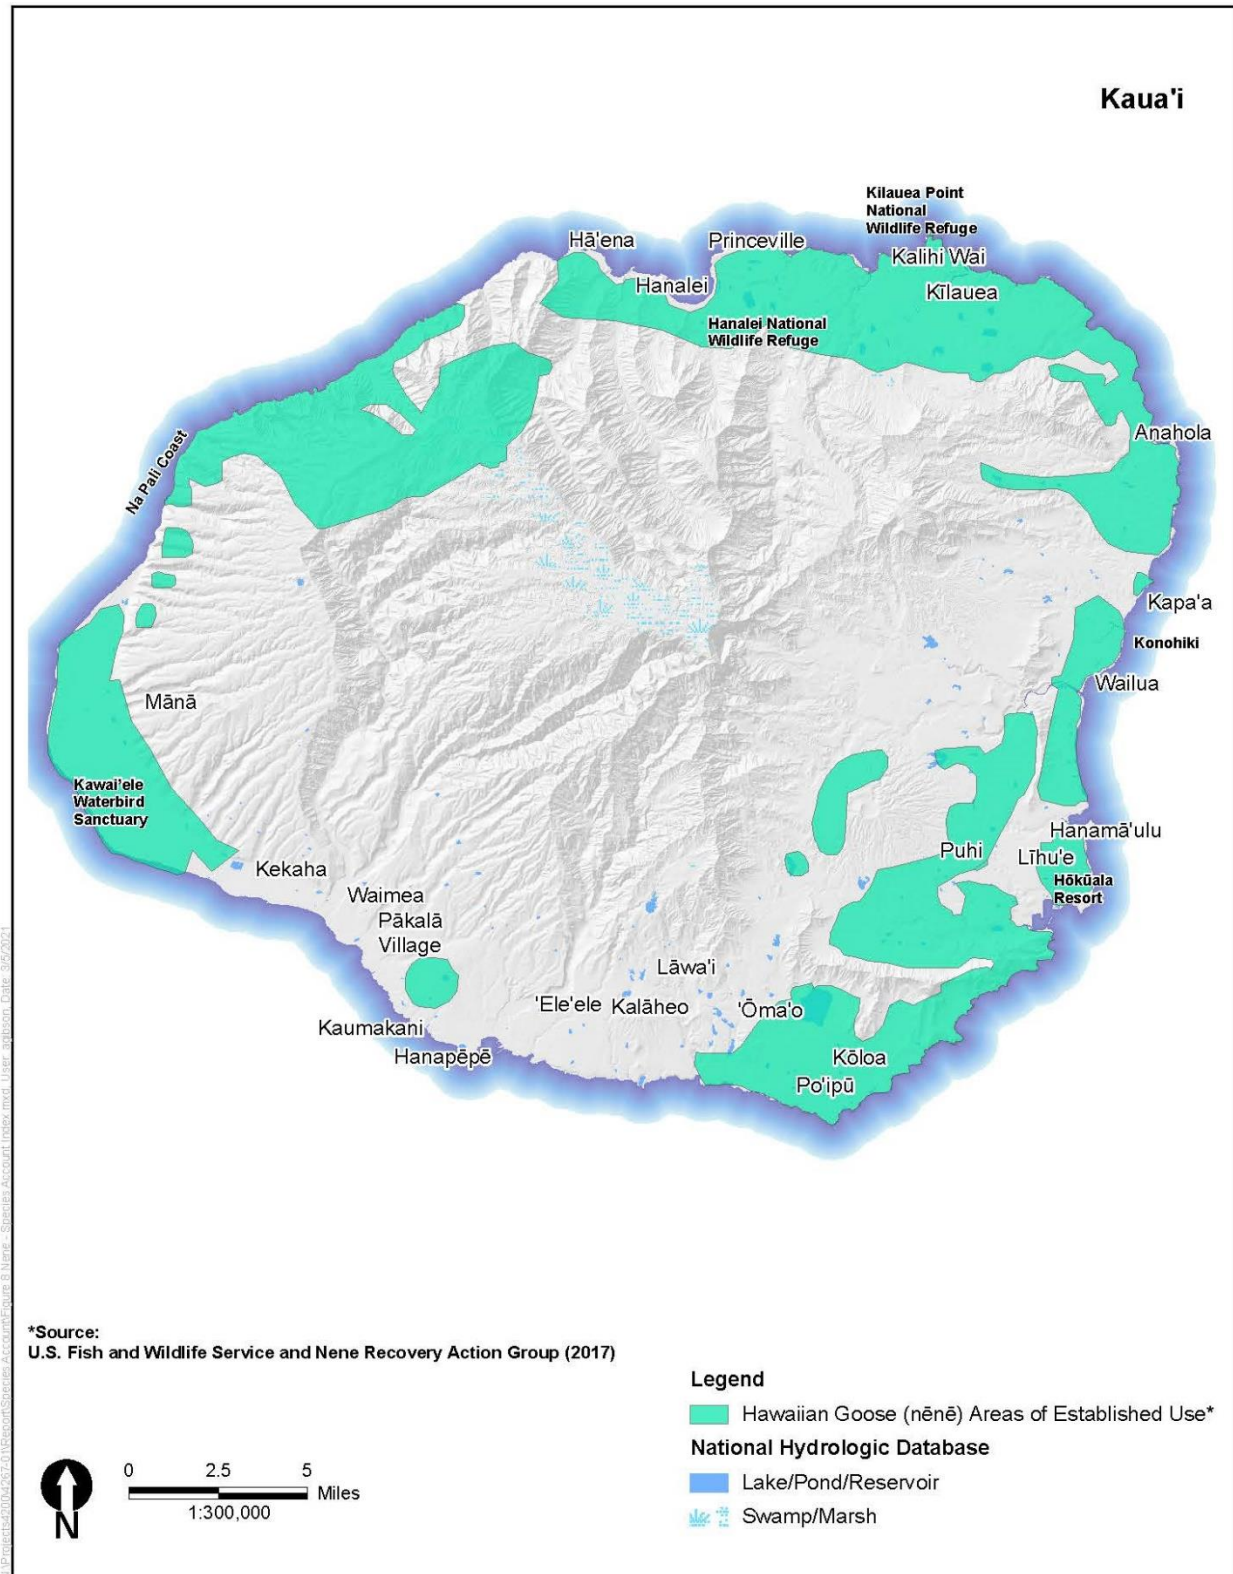 Kaua'i
Kilauea Point
National
Wildlife Refuge
Hā'ena
Princeville
Kalihi Wai
Hanalei
Kīlauea
Hanalei National
Wildlife Refuge
Anahola
Na Pali Coast
Kapa'a
Konohiki
Wailua
Mānā
Kawai'ele
Waterbird
Sanctuary
Hanamā'ulu
Puhi
Līhu'e
Hōkūala
Resort
Kekaha
Waimea
Pākalā
Village
Lāwa'i
'Ele'ele
Kalāheo
'Ōma'o
Kaumakani
Hanapēpē
Kōloa
Po'ipū
*Source:
U.S. Fish and Wildlife Service and Nene Recovery Action Group (2017)
Legend
Hawaiian Goose (nēnē) Areas of Established Use*
National Hydrologic Database
Lake/Pond/Reservoir
Swamp/Marsh
0 2.5 5
Miles
1:300,000
N